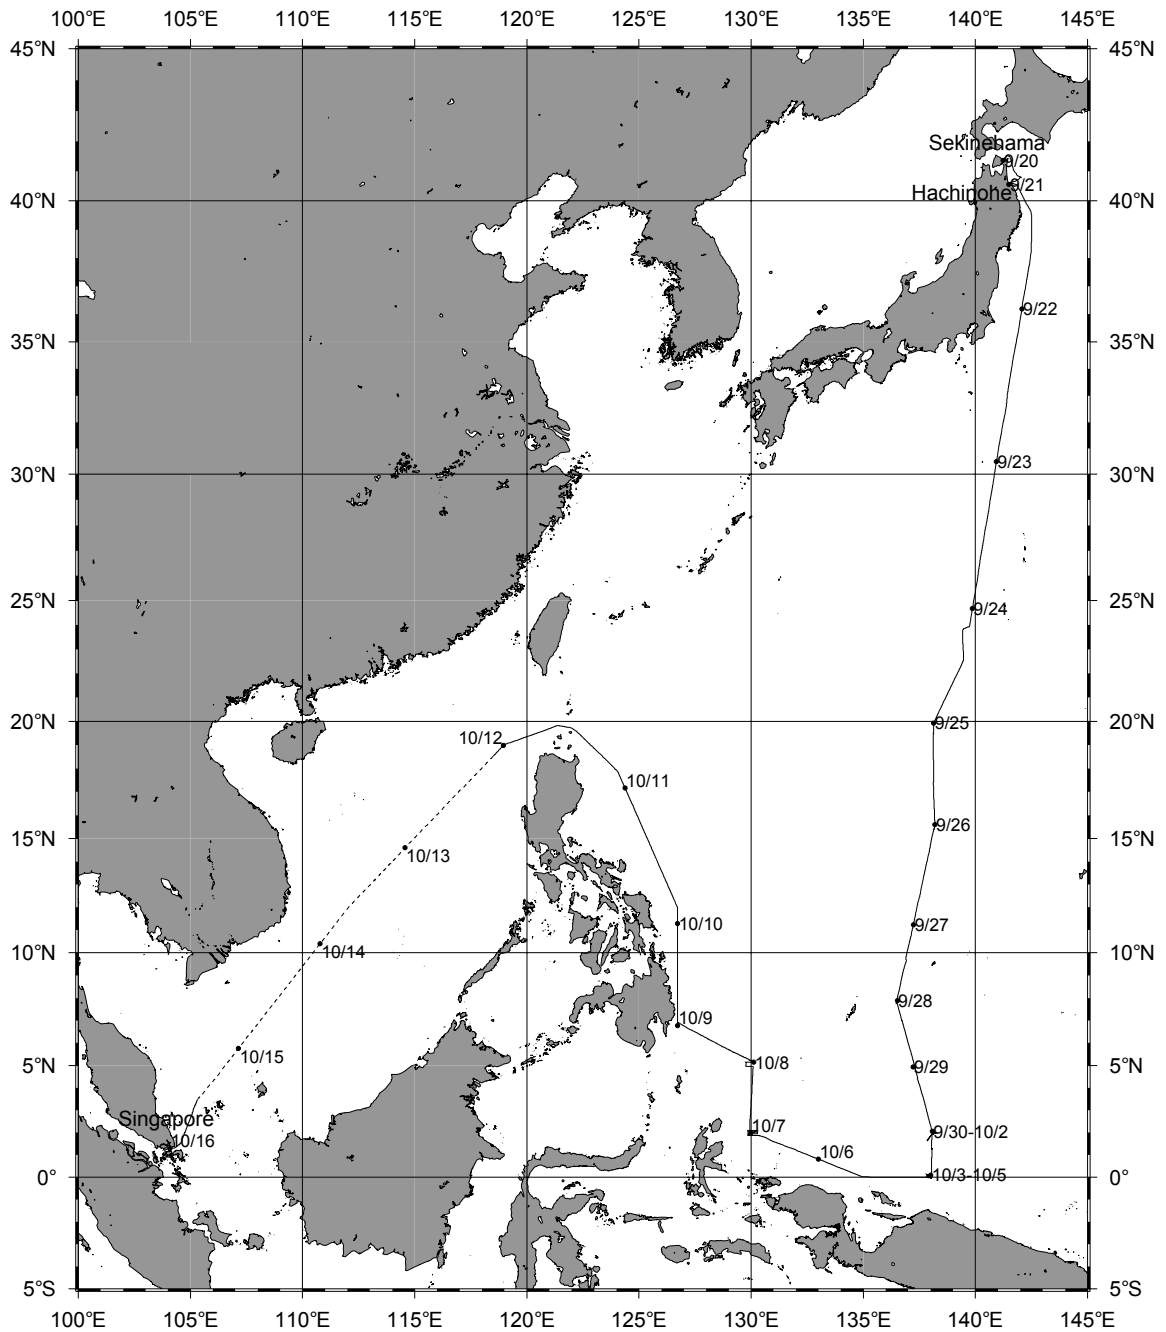 100°E 105°E 110°E 115°E 120°E 125°E 130°E 135°E 140°E 145°E
45°N 45°N
Sekinehama
9/20
9/21
Hachinohe
40°N 40°N
9/22
35°N 35°N
9/23
30°N 30°N
25°N 9/24 25°N
20°N 9/25 20°N
10/12
10/11
15°N 9/26 15°N
10/13
10/10 9/27
10/14
10°N 10°N
9/28
10/9
10/15 10/8
5°N 9/29 5°N
Singapore
10/7 9/30-10/2
10/16
10/6
0° 10/3-10/5 0°
5°S 5°S
100°E 105°E 110°E 115°E 120°E 125°E 130°E 135°E 140°E 145°E